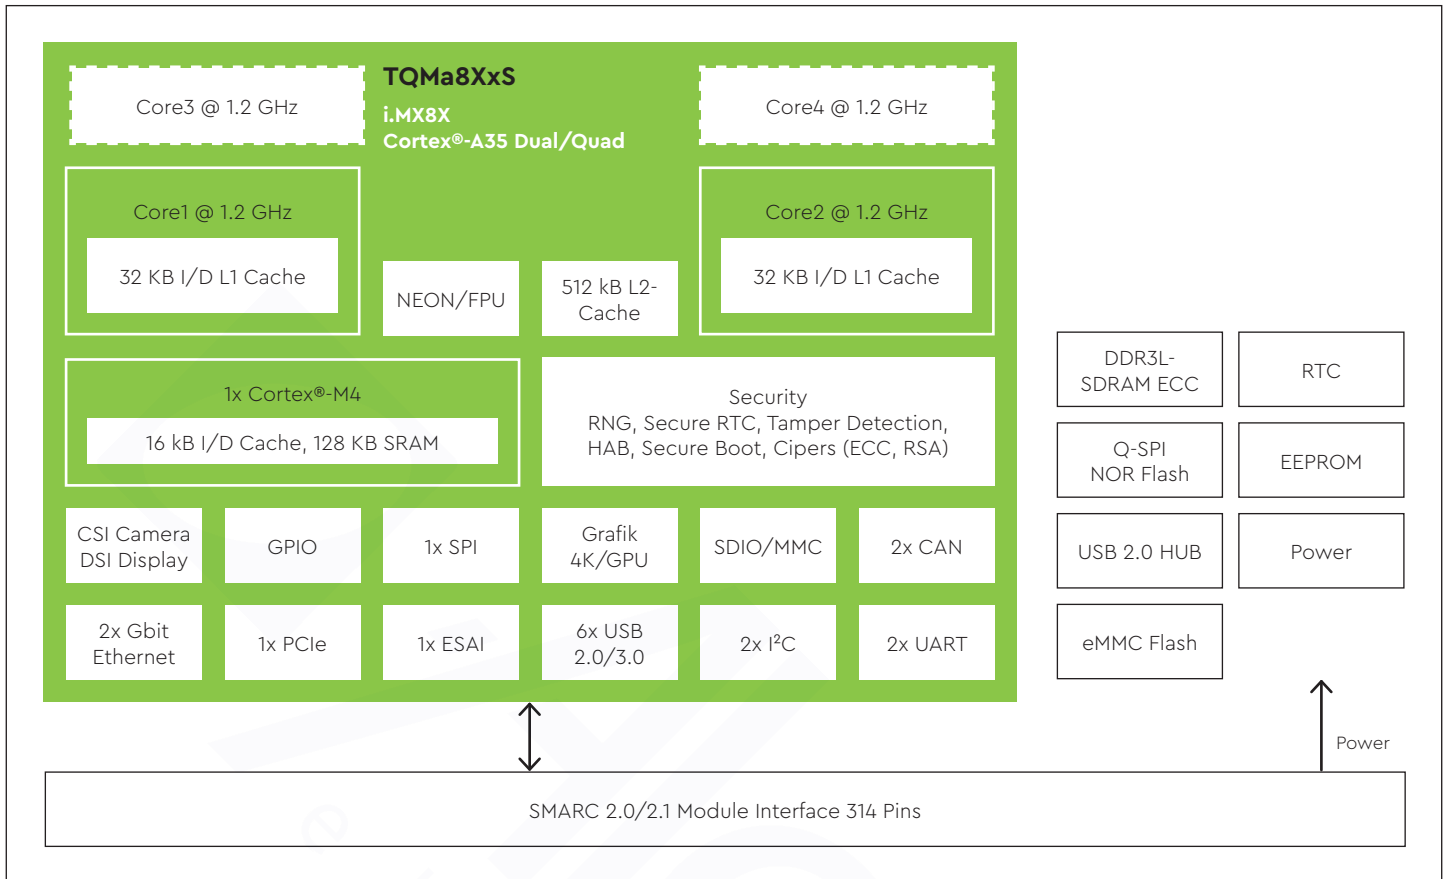 TQMa8XxS
i.MX8X
Cortex®-A35 Dual/Quad
Core3 @ 1.2 GHz
Core4 @ 1.2 GHz
Core1 @ 1.2 GHz
32 KB I/D L1 Cache
NEON/FPU
512 kB L2-
Cache
Core2 @ 1.2 GHz
32 KB I/D L1 Cache
1x Cortex®-M4
16 kB I/D Cache, 128 KB SRAM
Security
RNG, Secure RTC, Tamper Detection,
HAB, Secure Boot, Cipers (ECC, RSA)
CSI Camera
DSI Display
GPIO
1x SPI
Grafik
4K/GPU
SDIO/MMC
2x CAN
2x Gbit
Ethernet
1x PCIe
1x ESAI
6x USB
2.0/3.0
2x I²C
2x UART
DDR3L-
SDRAM ECC
RTC
Q-SPI
NOR Flash
EEPROM
USB 2.0 HUB
Power
eMMC Flash
Power
SMARC 2.0/2.1 Module Interface 314 Pins